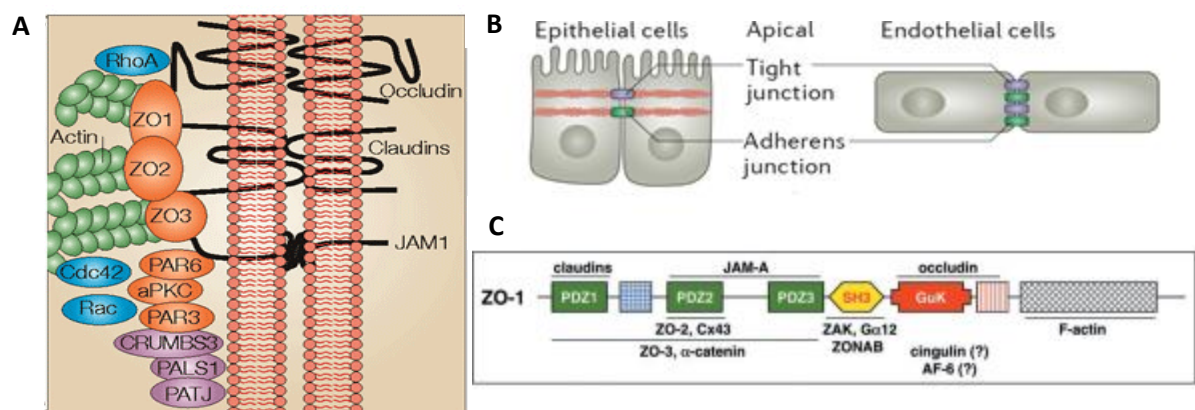 A
RhoA
Occludin
ZO1
Actin
Claudins
ZO2
ZO3
JAM1
Cdc42
PAR6
aPKC
Rac
PAR3
CRUMBS3
PALS1
PATJ
B
Epithelial cells
Apical
Endothelial cells
Tight
junction
Adherens
junction
C
claudins
JAM-A
occludin
ZO-1
PDZ1
PDZ2
PDZ3
SH3
GuK
ZO-2, Cx43
ZAK, Gα12
F-actin
ZO-3, α-catenin
ZONAB
cingulin (?)
AF-6 (?)